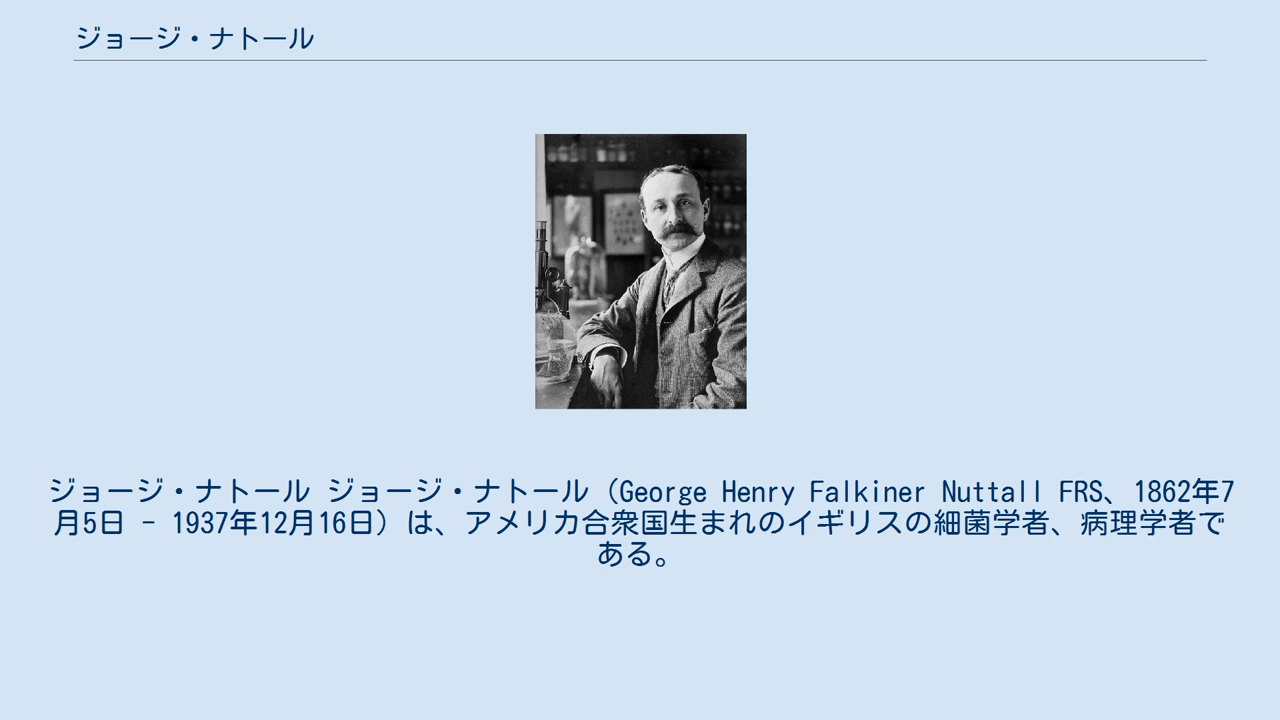 ジョージ・ナトール
ジョージ・ナトール ジョージ・ナトール（George Henry Falkiner Nuttall FRS、1862年7
月5日 - 1937年12月16日）は、アメリカ合衆国生まれのイギリスの細菌学者、病理学者で
ある。